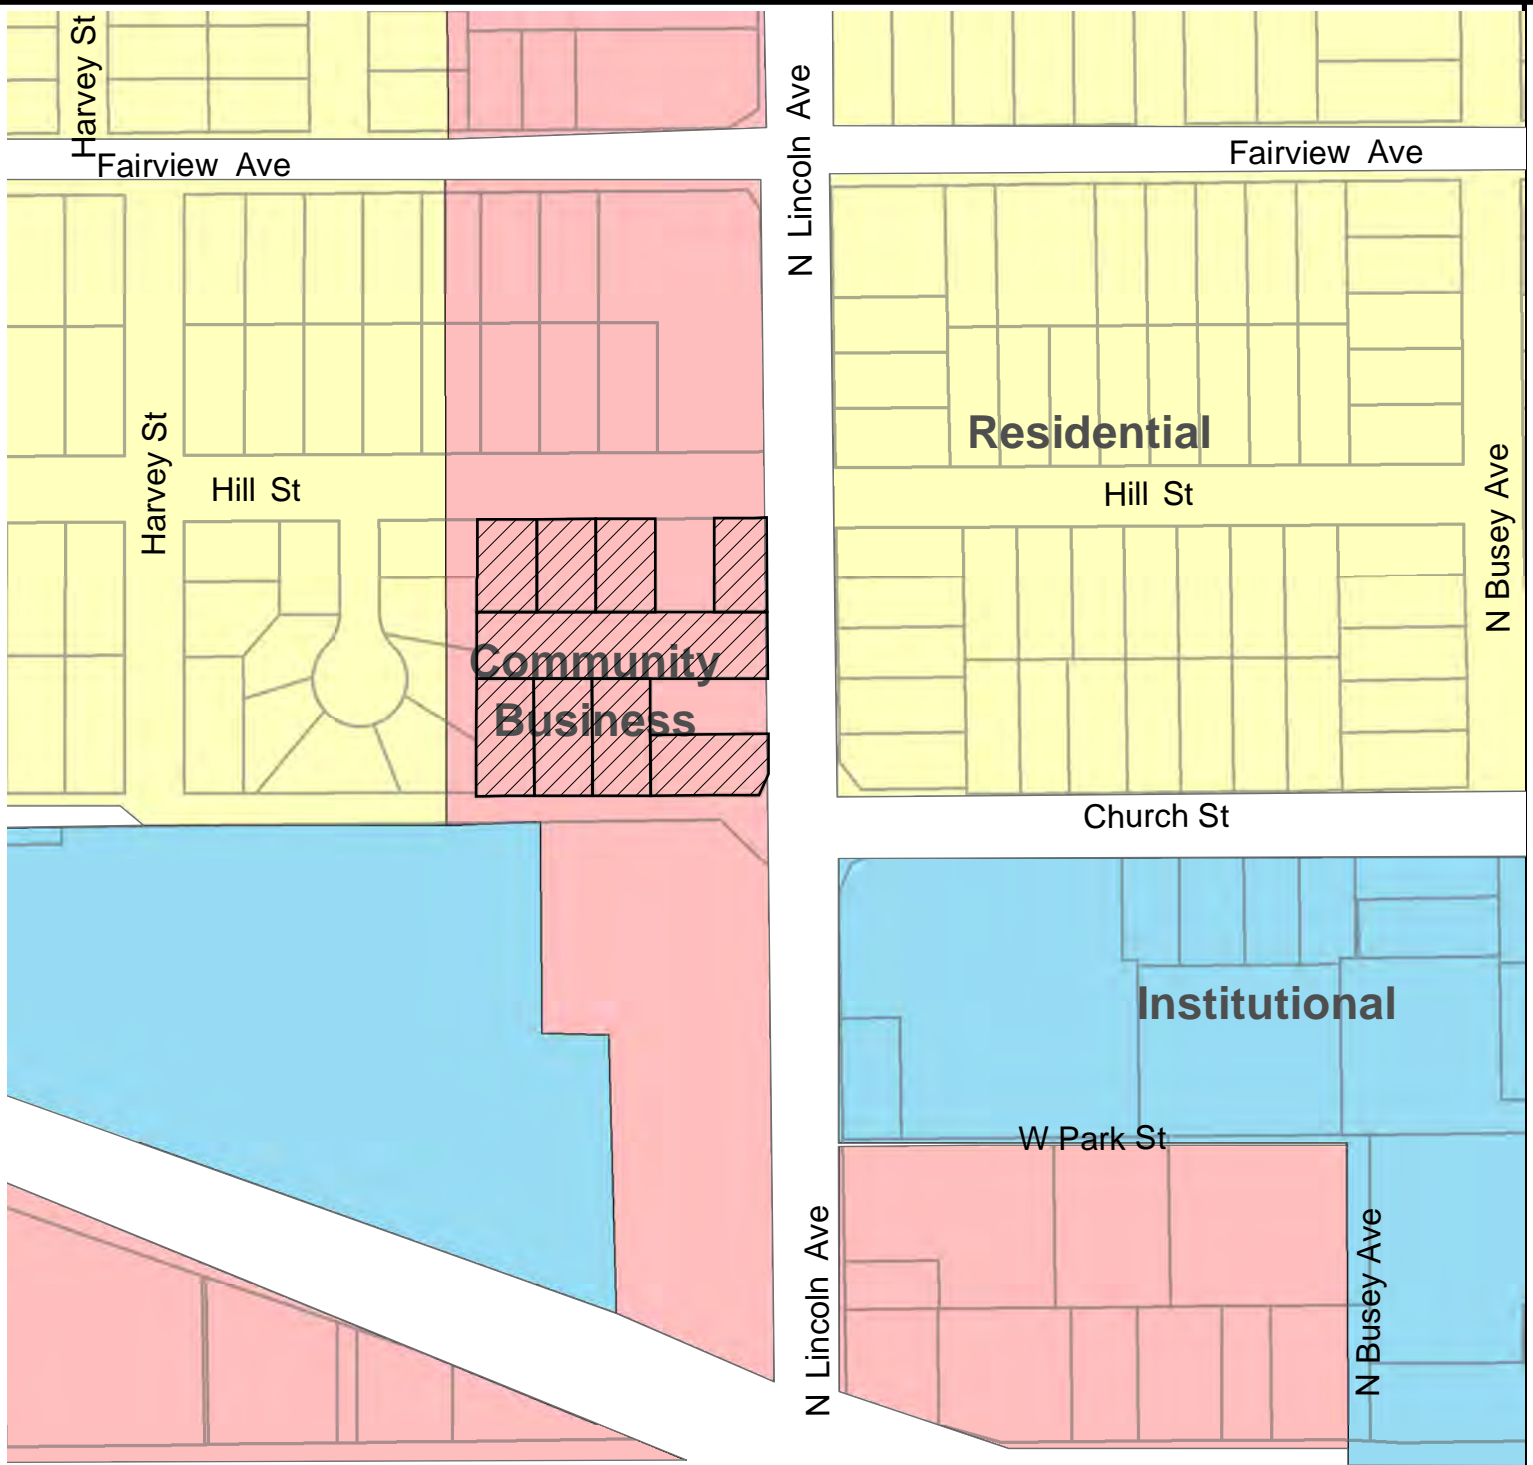 Harvey St
N Lincoln Ave
Fairview Ave
Fairview Ave
Harvey St
Residential
Hill St
Hill St
N Busey Ave
Community
Business
Church St
Institutional
W Park St
N Lincoln Ave
N Busey Ave